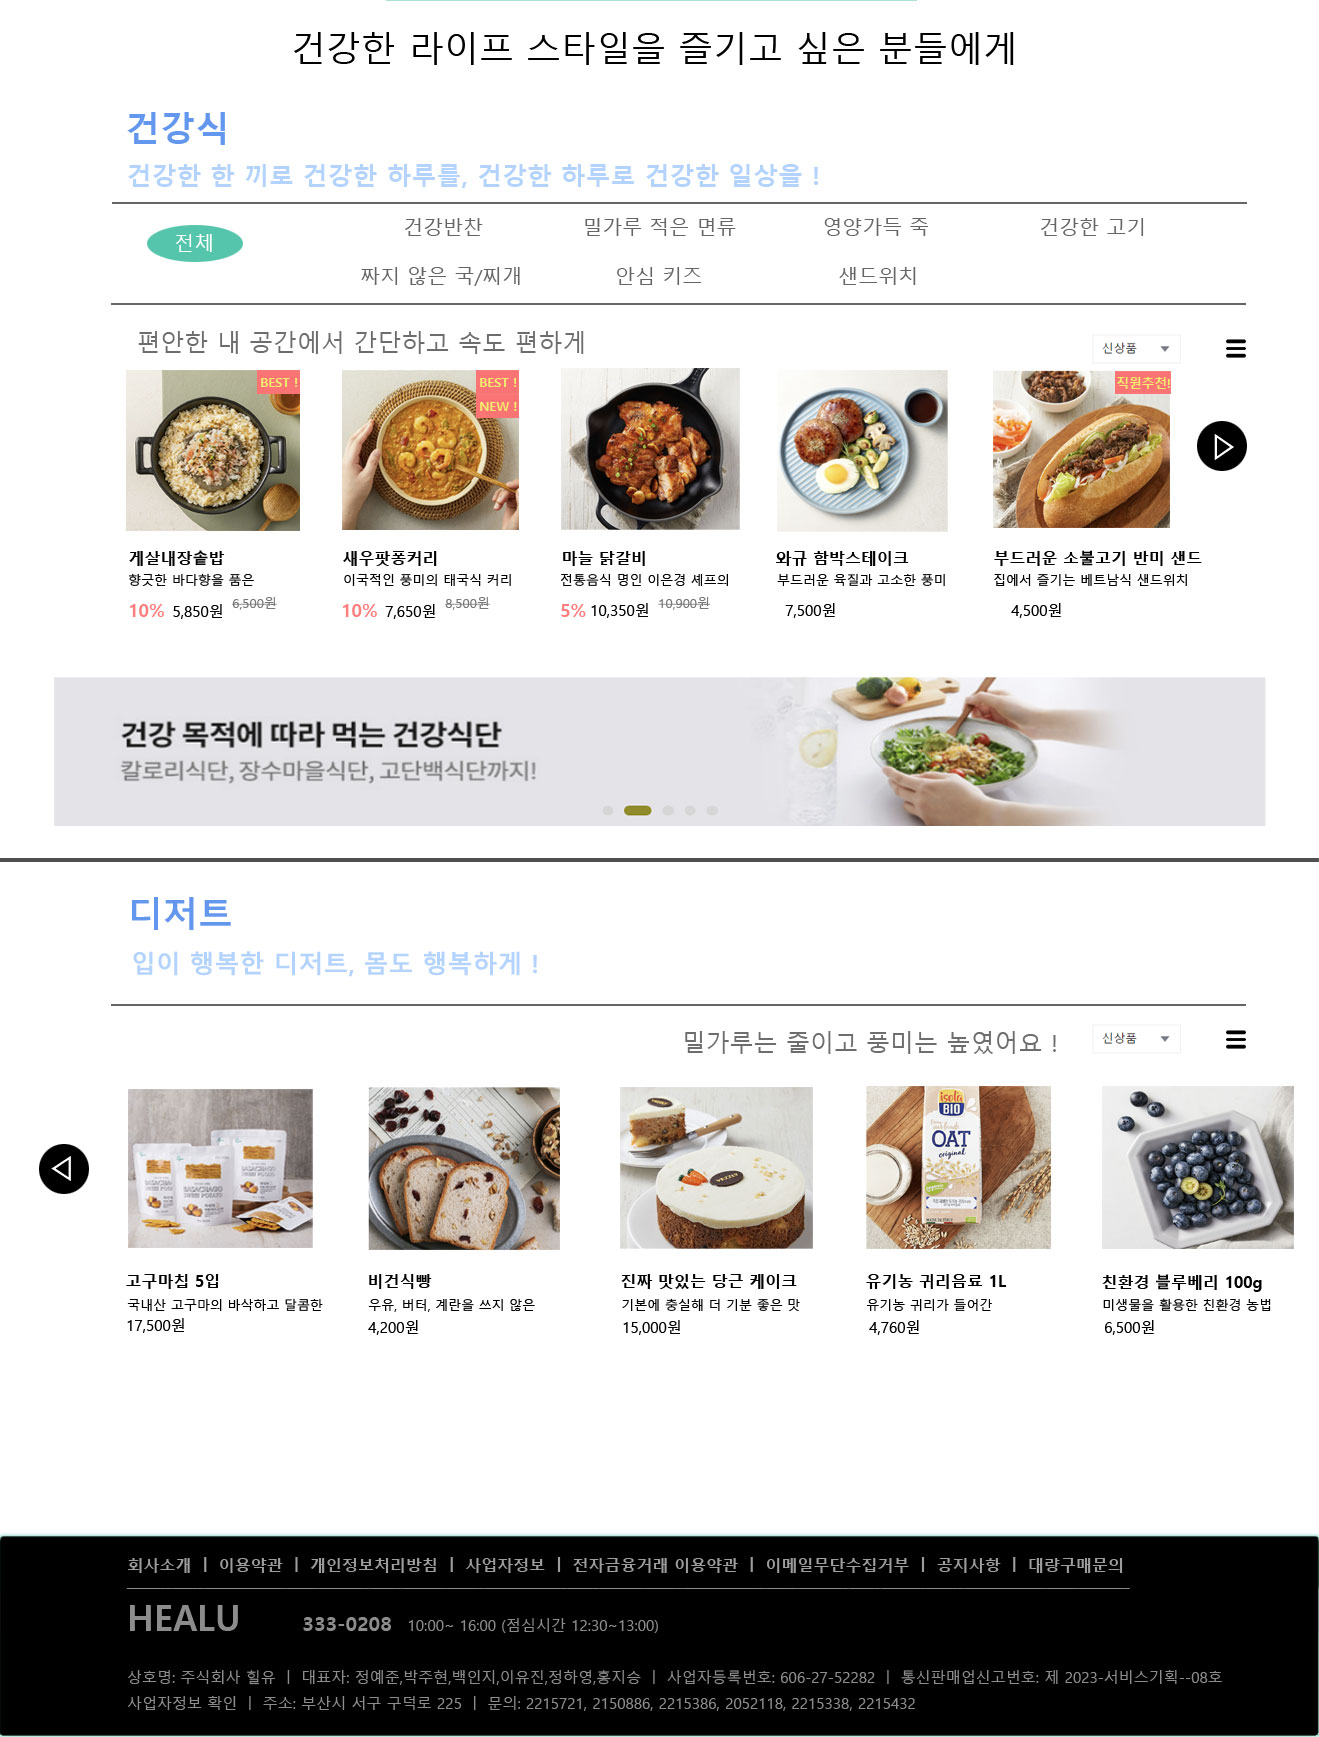 건강한 라이프 스타일을 즐기고 싶은 분들에게
건강식
건강한 한 끼로 건강한 하루를, 건강한 하루로 건강한 일상을 !
전체
건강반찬 밀가루 적은 면류 영양가득 죽 건강한 고기
짜지 않은 국/찌개 안심 키즈 샌드위치
편안한 내 공간에서 간단하고 속도 편하게
신상품
BEST !
BEST !
NEW !
직원추천!
게살내장솥밥
향긋한 바다향을 품은
10% 5,850원 6,500원
새우팟퐁커리
이국적인 풍미의 태국식 커리
10% 7,650원 8,500원
마늘 닭갈비
전통음식 명인 이은경 셰프의
5% 10,350원 10,900원
와규 함박스테이크
부드러운 육질과 고소한 풍미
7,500원
부드러운 소불고기 반미 샌드
집에서 즐기는 베트남식 샌드위치
4,500원
건강 목적에 따라 먹는 건강식단
칼로리식단, 장수마을식단, 고단백식단까지!
디저트
입이 행복한 디저트, 몸도 행복하게 !
밀가루는 줄이고 풍미는 높였어요 !
신상품
isola
BIO
OAT
original
고구마칩 5입
국내산 고구마의 바삭하고 달콤한
17,500원
비건식빵
우유, 버터, 계란을 쓰지 않은
4,200원
진짜 맛있는 당근 케이크
기본에 충실해 더 기분 좋은 맛
15,000원
유기농 귀리음료 1L
유기농 귀리가 들어간
4,760원
친환경 블루베리 100g
미생물을 활용한 친환경 농법
6,500원
회사소개 | 이용약관 | 개인정보처리방침 | 사업자정보 | 전자금융거래 이용약관 | 이메일무단수집거부 | 공지사항 | 대량구매문의
HEALU 333-0208 10:00~ 16:00 (점심시간 12:30~13:00)
상호명: 주식회사 힐유 | 대표자: 정예준,박주현,백인지,이유진,정하영,홍지승 | 사업자등록번호: 606-27-52282 | 통신판매업신고번호: 제 2023-서비스기획--08호
사업자정보 확인 | 주소: 부산시 서구 구덕로 225 | 문의: 2215721, 2150886, 2215386, 2052118, 2215338, 2215432